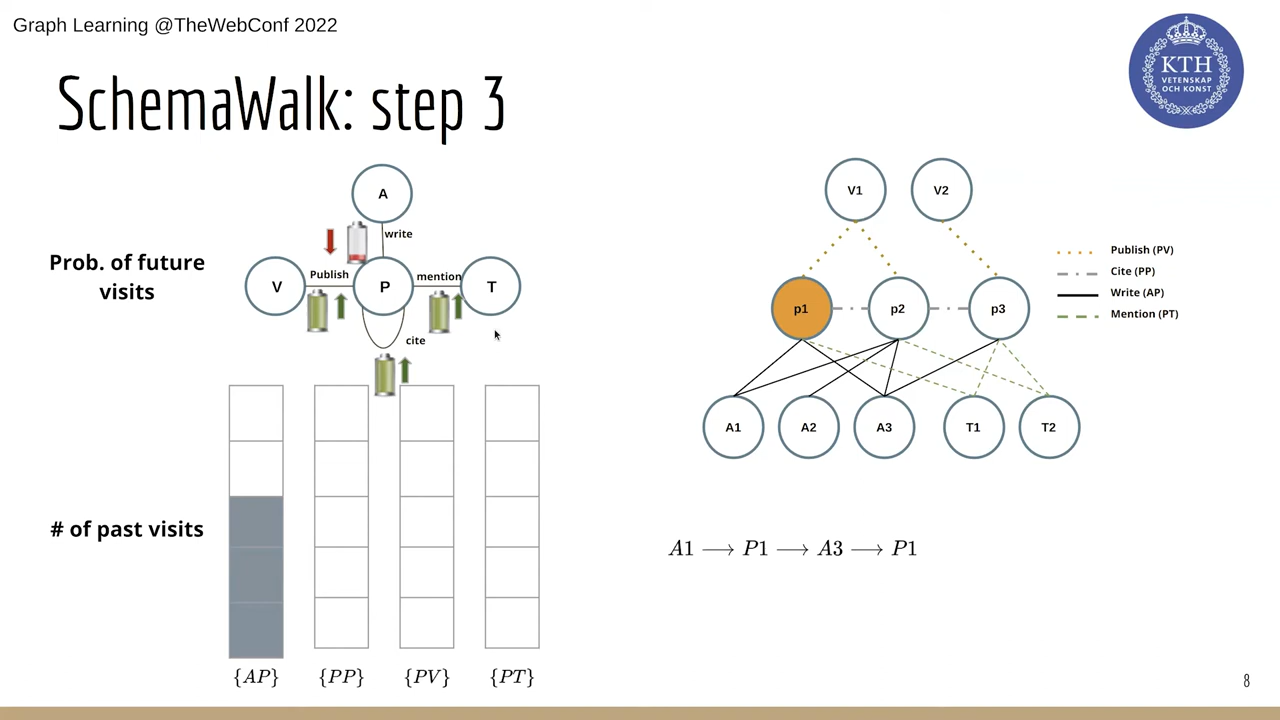 Graph Learning @TheWebConf 2022
KTH
VETENSKAP
OCH KONST
SchemaWalk: step 3
Prob. of future
visits
A
write
Publish
mention
V
P
T
cite
# of past visits
{AP}
{PP}
{PV}
{PT}
V1
V2
p1
p2
p3
A1
A2
A3
T1
T2
Publish (PV)
Cite (PP)
Write (AP)
Mention (PT)
A1 ⟶ P1 ⟶ A3 ⟶ P1
8